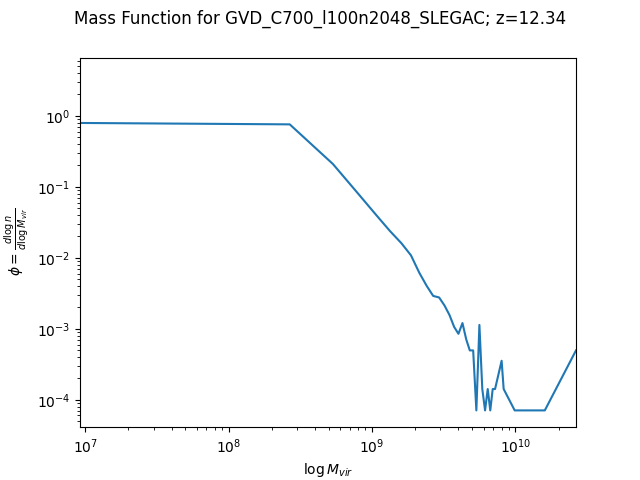 Mass Function for GVD_C700_l100n2048_SLEGAC; z=12.34
10⁰
10⁻¹
10⁻²
10⁻³
10⁻⁴
ϕ = d log n / d log M_vir
10⁷ 10⁸ 10⁹ 10¹⁰
log M_vir